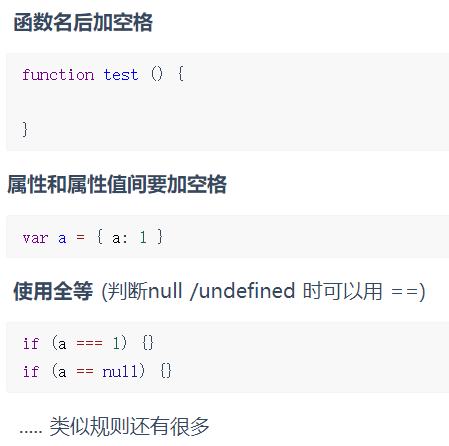 函数名后加空格
function test () {
}
属性和属性值间要加空格
var a = { a: 1 }
使用全等 (判断null /undefined 时可以用 ==)
if (a === 1) {}
if (a == null) {}
..... 类似规则还有很多